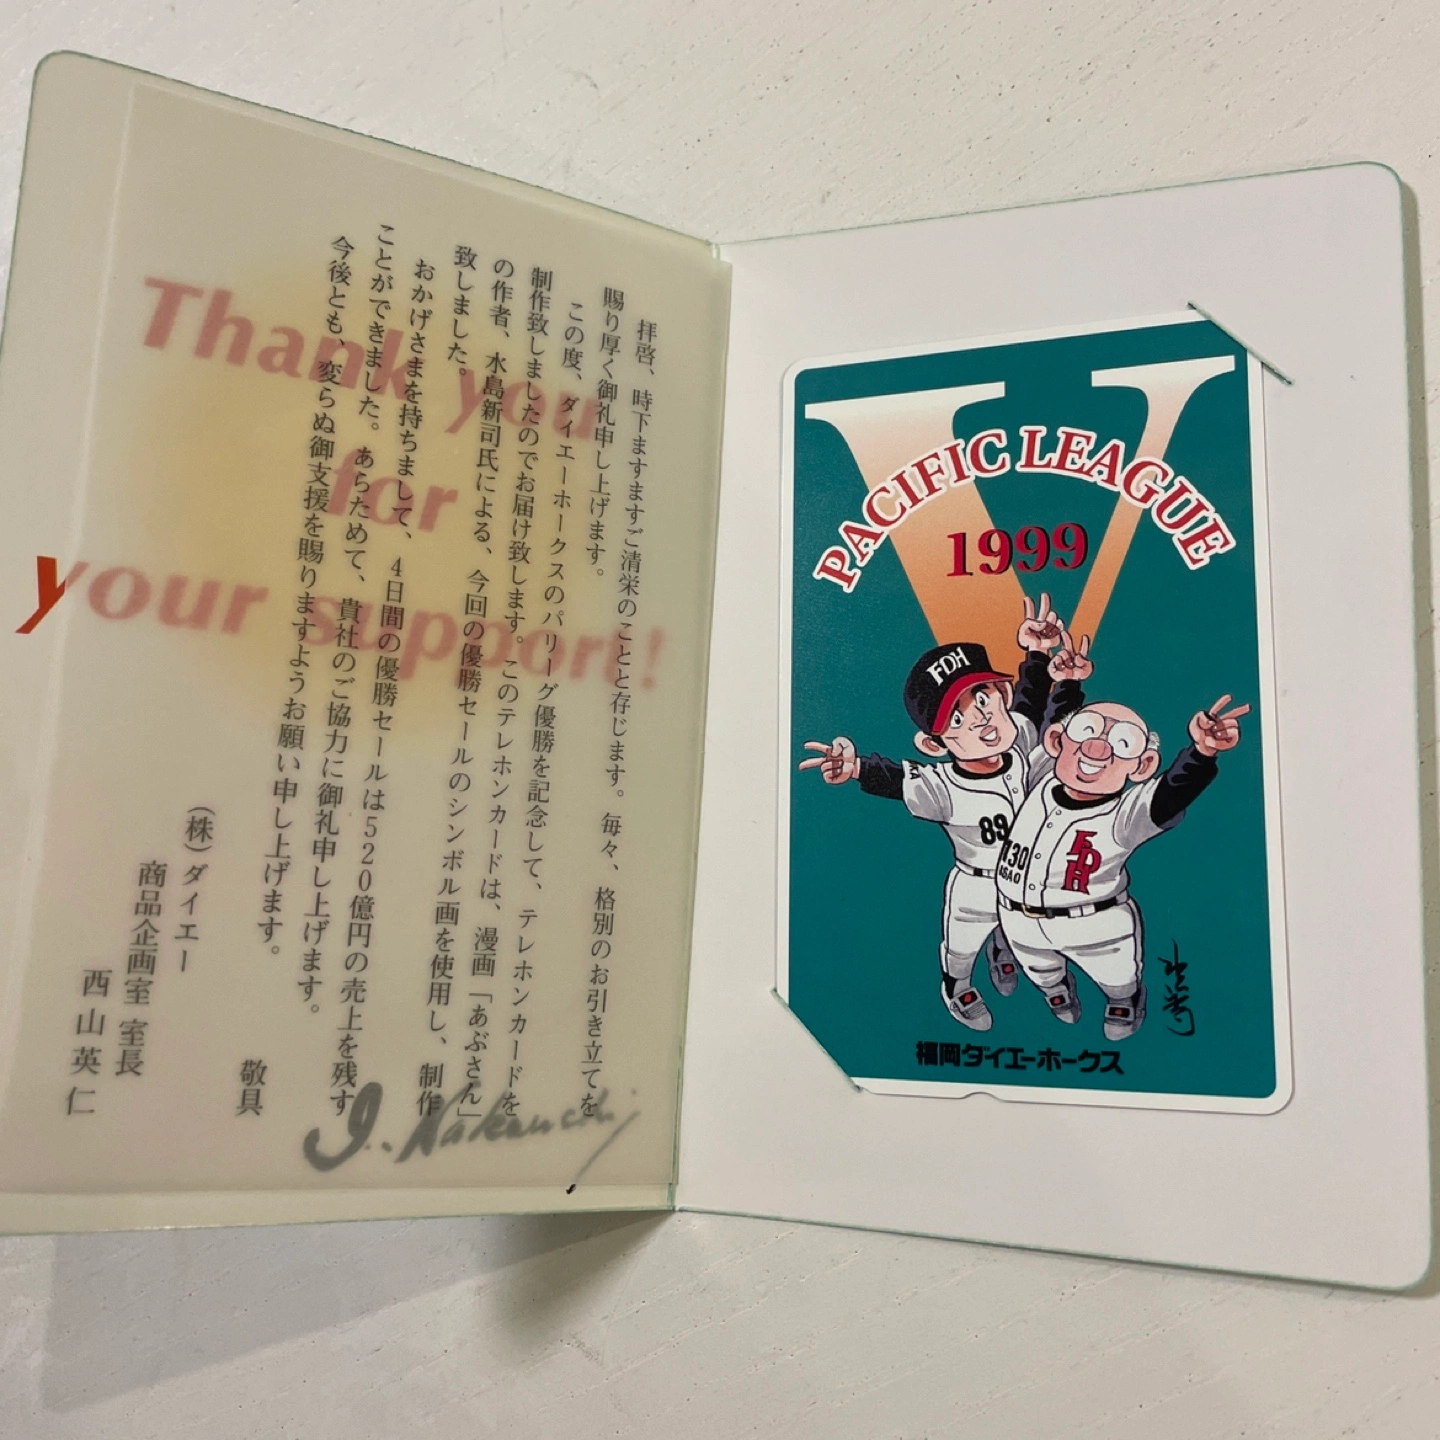 拝啓、時下ますますご清栄のことと存じます。毎々、格別のお引き立てを
賜り厚く御礼申し上げます。
この度、ダイエーホークスのパリーグ優勝を記念して、テレホンカードを
制作致しましたのでお届け致します。このテレホンカードは、漫画「あぶさん」
の作者、水島新司氏による、今回の優勝セールのシンボル画を使用し、制作
致しました。
おかげさまを持ちまして、4日間の優勝セールは520億円の売上を残す
ことができました。あらためて、貴社のご協力に御礼申し上げます。
今後とも、変らぬ御支援を賜りますようお願い申し上げます。
敬具
(株)ダイエー
商品企画室 室長
西山英仁
Thank you
for
your support!
I. Nakauchi
V
PACIFIC LEAGUE
1999
FDH
KA
89
130
ASAO
FDH
福岡ダイエーホークス